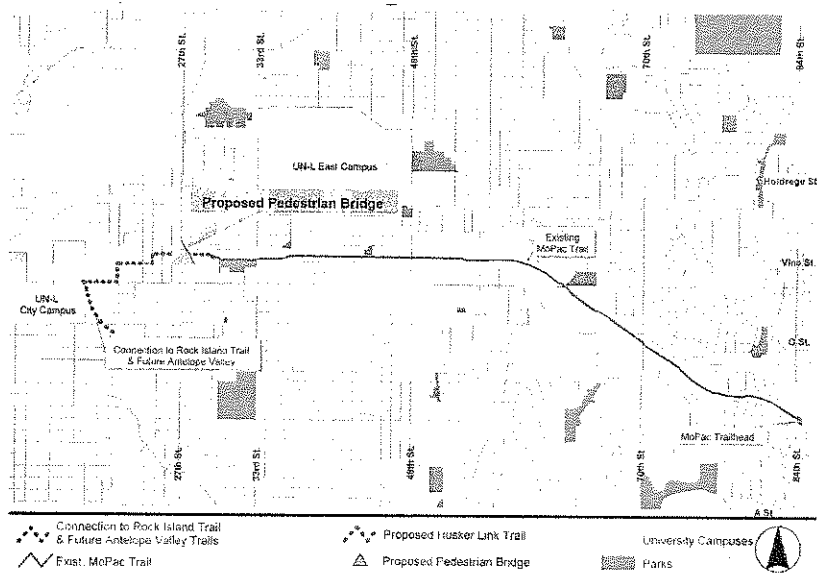 27th St.
33rd St.
48th St.
70th St.
84th St.
UN-L East Campus
Holdrege St
Proposed Pedestrian Bridge
Existing
MoPac Trail
Vine St.
UN-L
City Campus
O St.
Connection to Rock Island Trail
& Future Antelope Valley
MoPac Trailhead
27th St.
33rd St.
48th St.
70th St.
84th St.
A St.
Connection to Rock Island Trail
& Future Antelope Valley Trails
Proposed Husker Link Trail
University Campuses
Exist. MoPac Trail
Proposed Pedestrian Bridge
Parks